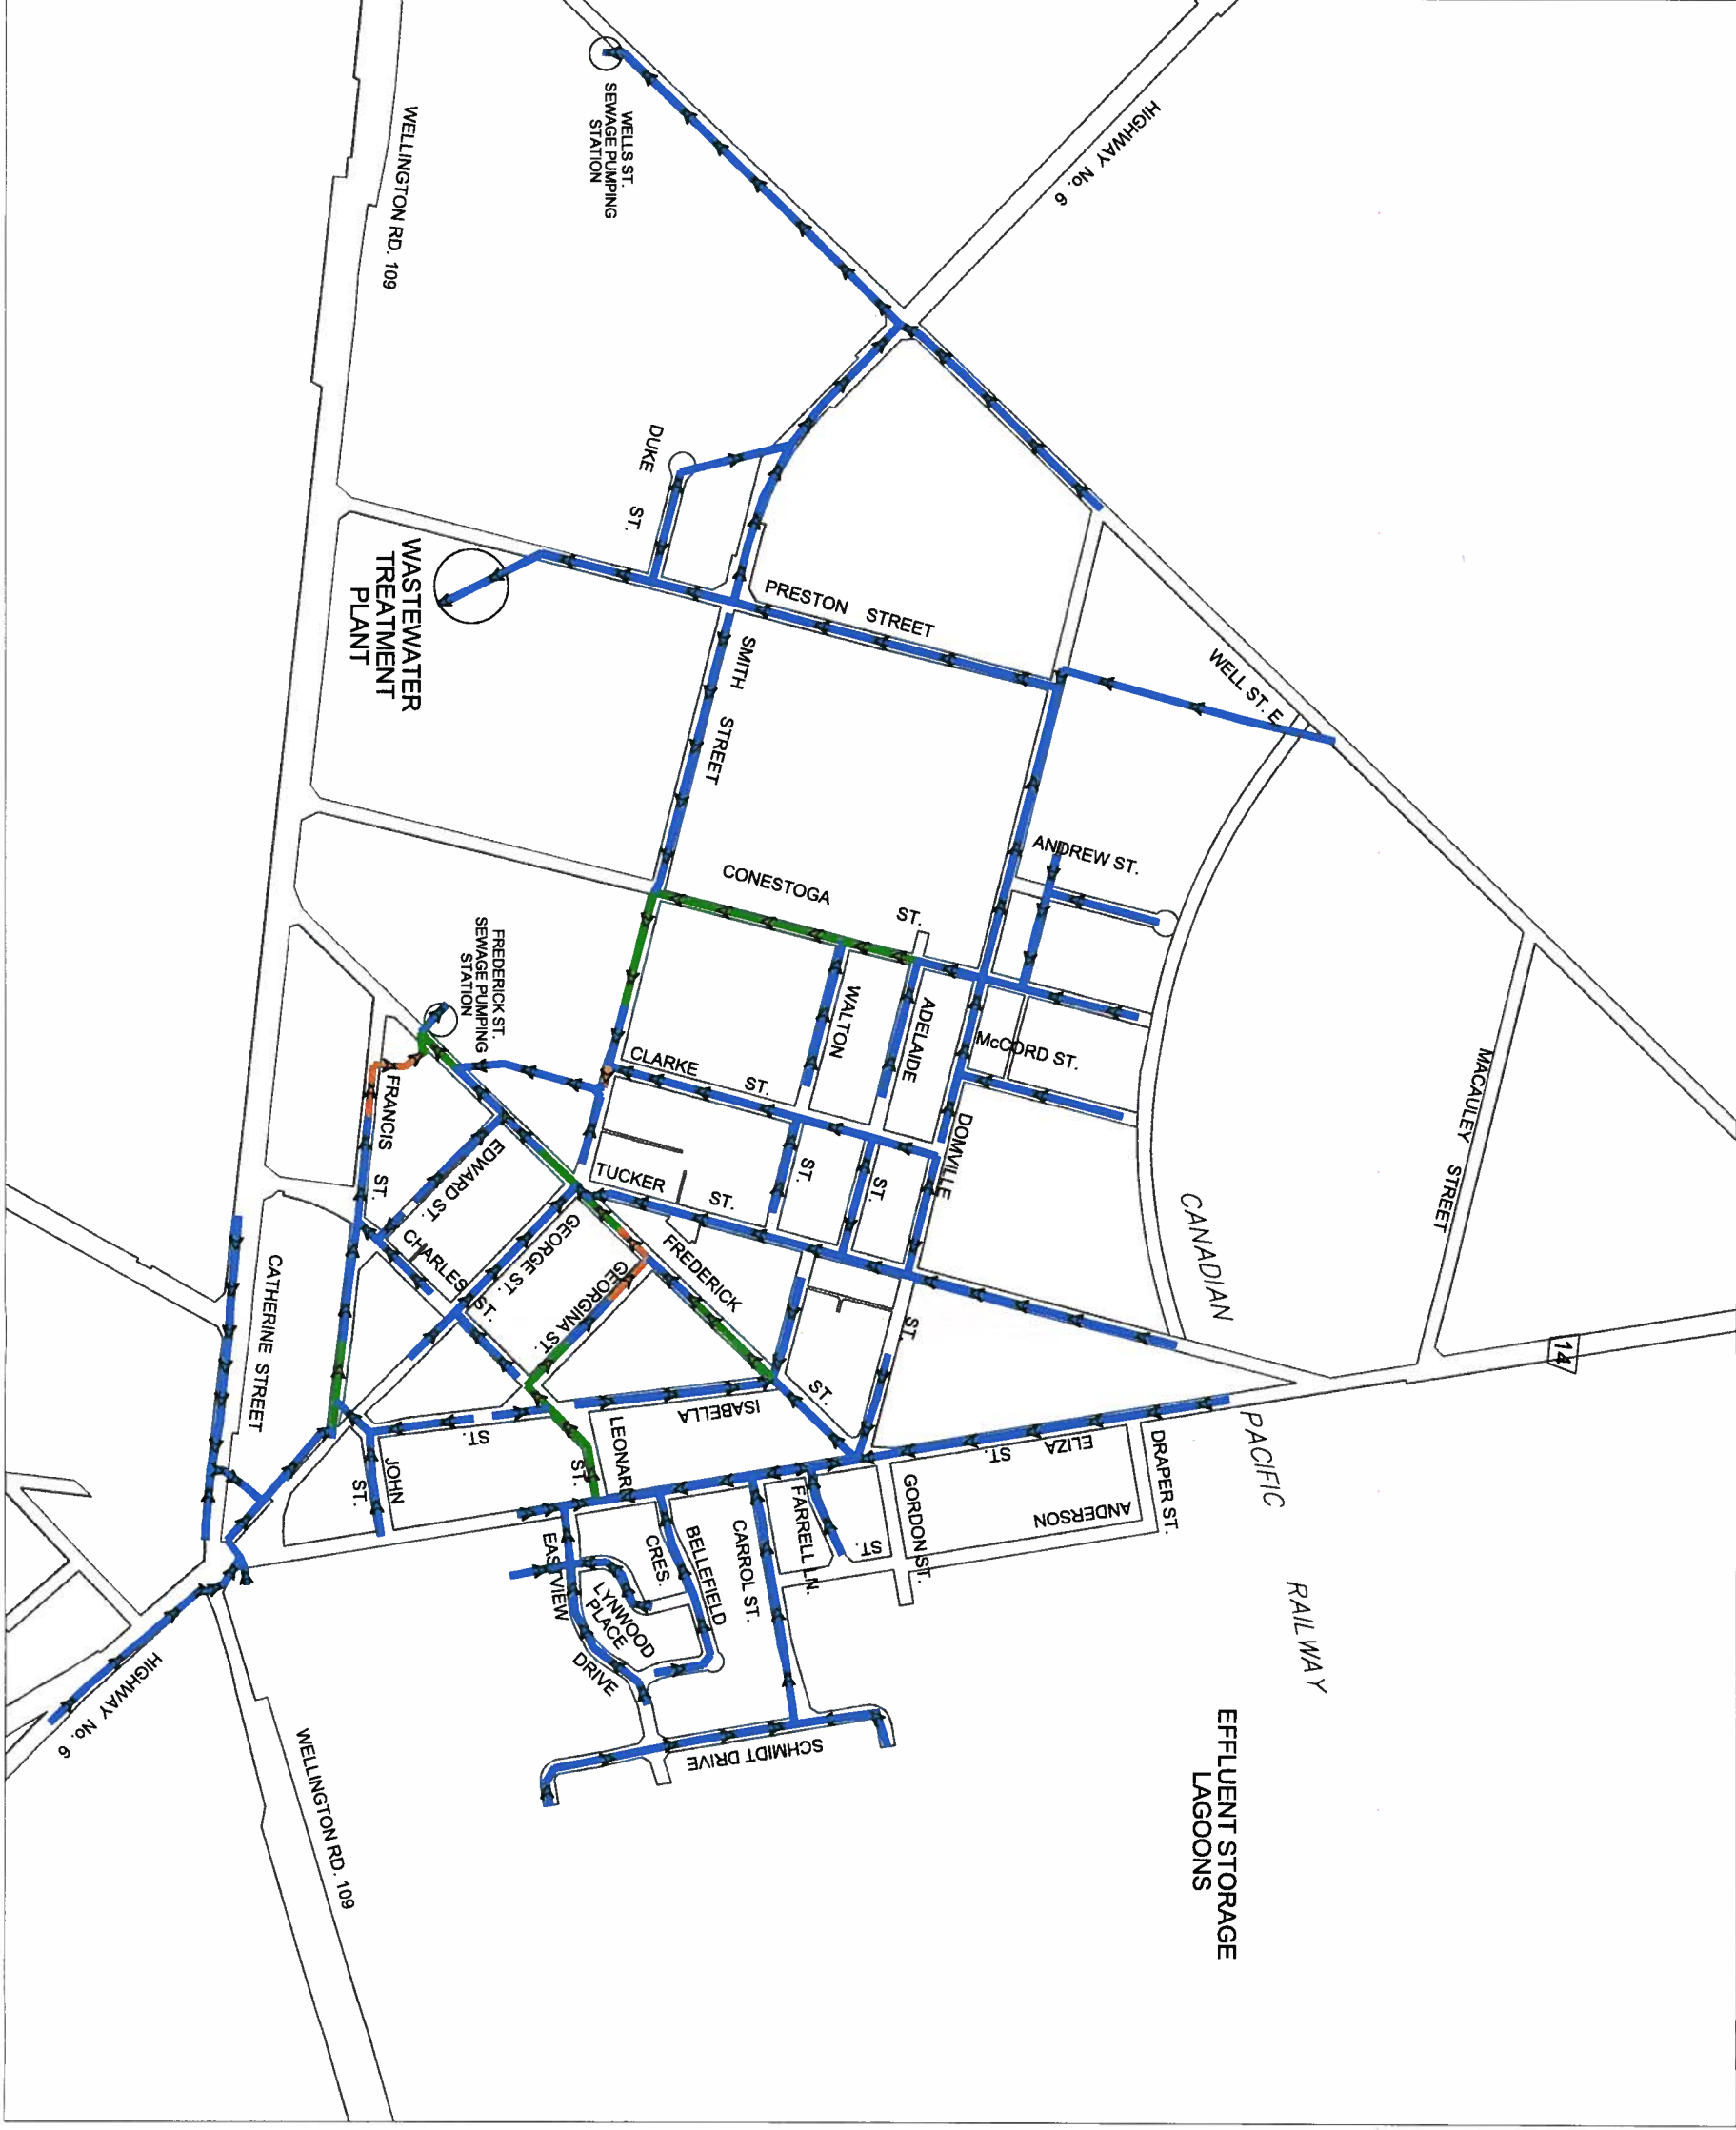 HIGHWAY No. 6
WELLS ST.
SEWAGE PUMPING
STATION
WELLINGTON RD. 109
DUKE
ST.
WASTEWATER
TREATMENT
PLANT
PRESTON STREET
SMITH STREET
WELL ST. E.
ANDREW ST.
CONESTOGA
ST.
FREDERICK ST.
SEWAGE PUMPING
STATION
WALTON
ST.
ADELAIDE
ST.
McCORD ST.
CLARKE
ST.
DOMVILLE
ST.
MACAULEY STREET
TUCKER
ST.
FRANCIS
ST.
EDWARD ST.
CHARLES
ST.
GEORGE ST.
GEORGINA ST.
FREDERICK
ST.
CANADIAN
PACIFIC
RAILWAY
14
CATHERINE STREET
ISABELLA
ST.
LEONARD
ST.
JOHN
ST.
ELIZA
ST.
DRAPER ST.
ANDERSON
ST.
GORDON ST.
FARRELL LN.
CARROL ST.
BELLEFIELD
CRES.
LYNWOOD
PLACE
EASTVIEW
DRIVE
SCHMIDT DRIVE
HIGHWAY No. 6
WELLINGTON RD. 109
EFFLUENT STORAGE
LAGOONS